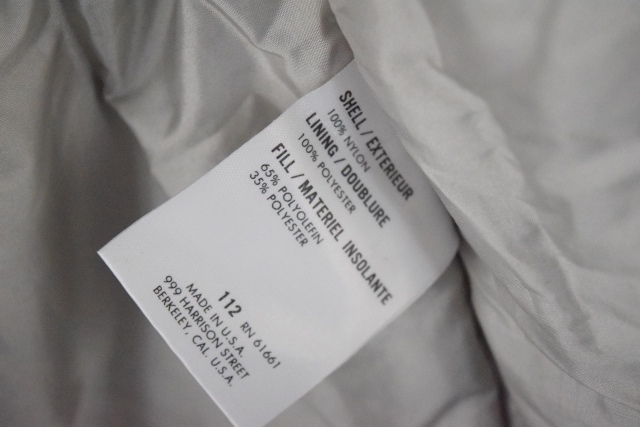 SHELL / EXTERIEUR
100% NYLON
LINING / DOUBLURE
100% POLYESTER
FILL / MATERIEL INSOLANTE
65% POLYOLEFIN
35% POLYESTER
112 RN 61661
MADE IN U.S.A.
999 HARRISON STREET
BERKELEY, CAL. U.S.A.